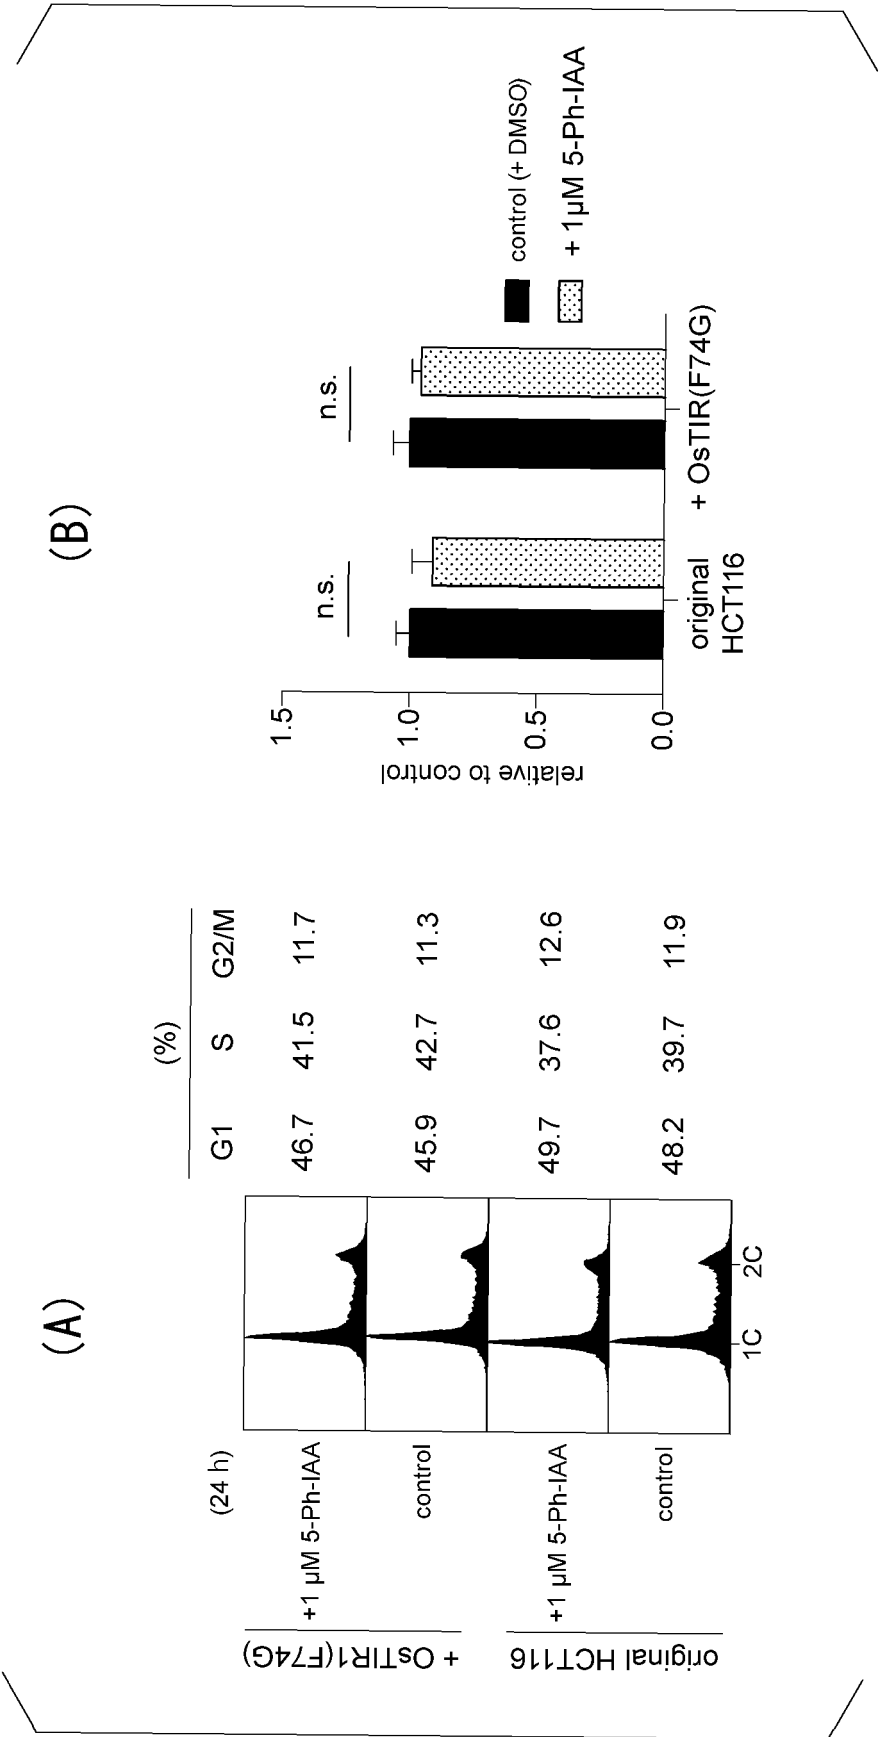 (A)
(%)
(24 h) G1 S G2/M
+ OsTIR1(F74G)
+1 µM 5-Ph-IAA 46.7 41.5 11.7
control 45.9 42.7 11.3
original HCT116
+1 µM 5-Ph-IAA 49.7 37.6 12.6
control 48.2 39.7 11.9
1C 2C
(B)
relative to control
1.5
1.0
0.5
0.0
n.s. n.s.
original
HCT116
+ OsTIR(F74G)
control (+ DMSO)
+ 1µM 5-Ph-IAA